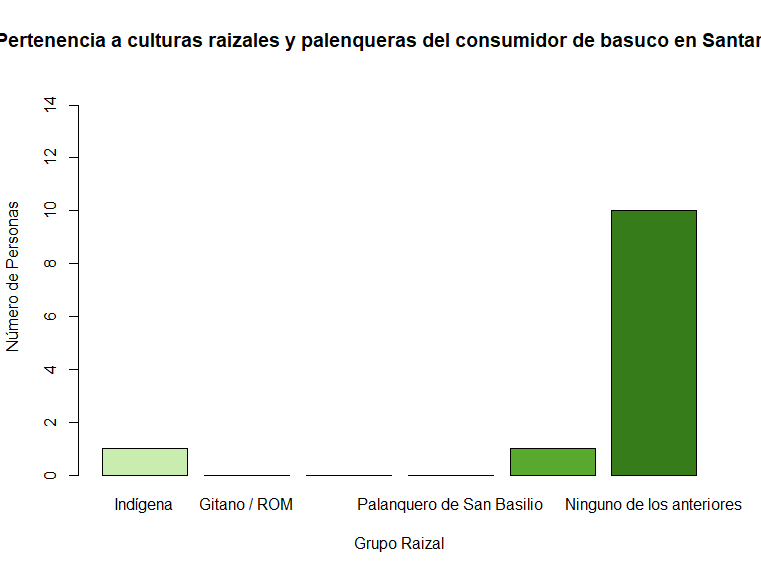 Pertenencia a culturas raizales y palenqueras del consumidor de basuco en Santan
Número de Personas
14
12
10
8
6
4
2
0
Indígena Gitano / ROM Palanquero de San Basilio Ninguno de los anteriores
Grupo Raizal